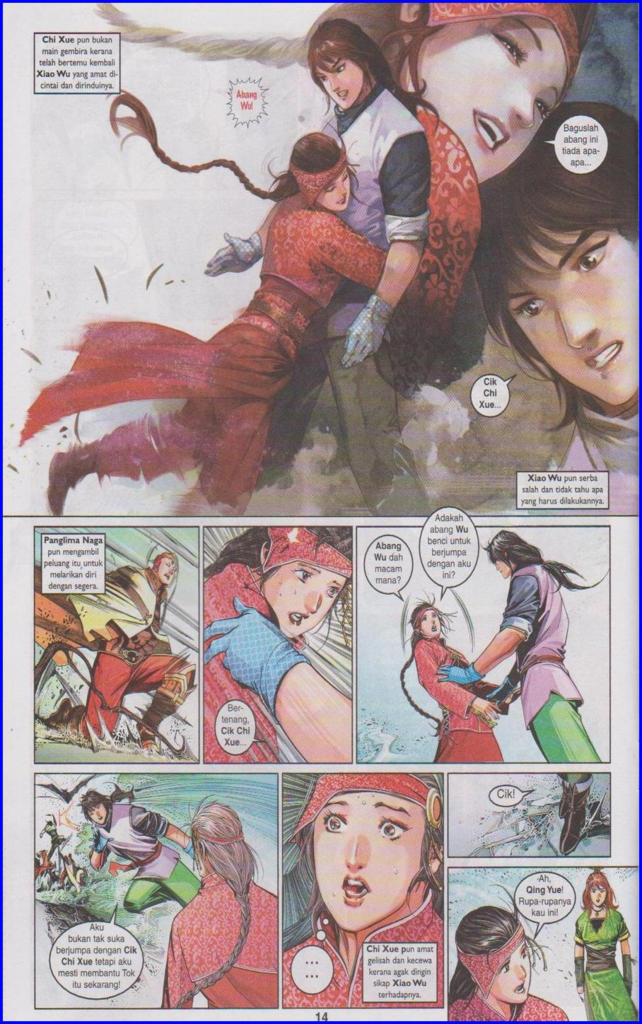 Chi Xue pun bukan
main gembira kerana
telah bertemu kembali
Xiao Wu yang amat di-
cintai dan dirinduinya.
Abang
Wu!
Baguslah
abang ini
tiada apa-
apa...
Cik
Chi
Xue...
Xiao Wu pun serba
salah dan tidak tahu apa
yang harus dilakukannya.
Panglima Naga
pun mengambil
peluang itu untuk
melarikan diri
dengan segera.
Ber-
tenang,
Cik Chi
Xue...
Abang
Wu dah
macam
mana?
Adakah
abang Wu
benci untuk
berjumpa
dengan aku
ini?
Aku
bukan tak suka
berjumpa dengan Cik
Chi Xue tetapi aku
mesti membantu Tok
itu sekarang!
...
...
Chi Xue pun amat
gelisah dan kecewa
kerana agak dingin
sikap Xiao Wu
terhadapnya.
Cik!
Ah,
Qing Yue!
Rupa-rupanya
kau ini!
14